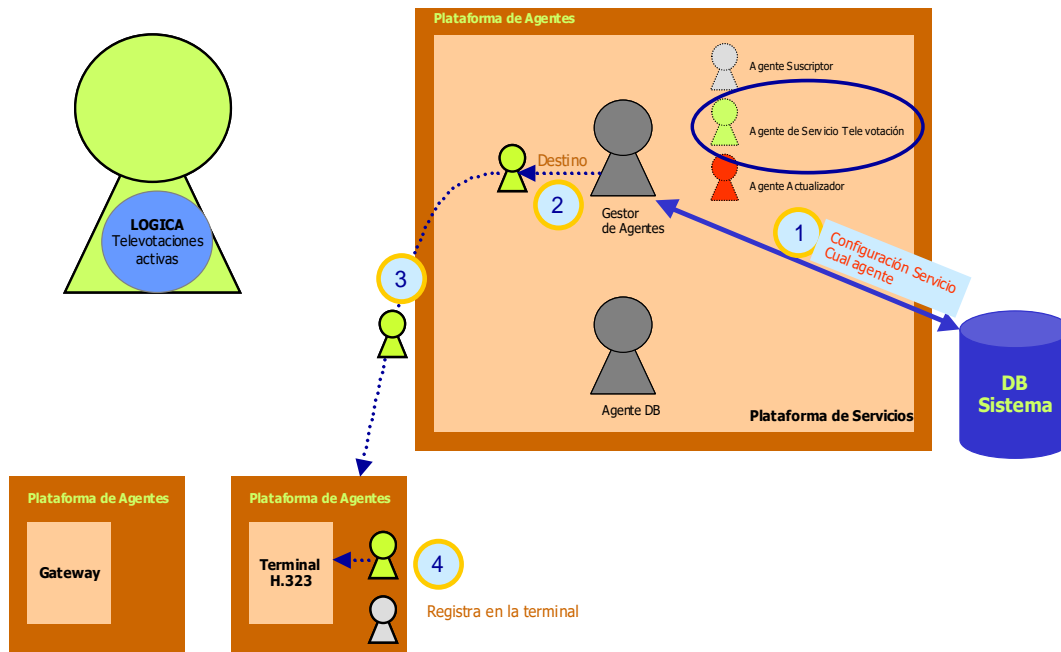 Plataforma de Agentes
Agente Suscriptor
Agente de Servicio Televotación
Agente Actualizador
Destino
2
Gestor
de Agentes
1
Configuración Servicio
Cual agente
LOGICA
Televotaciones
activas
3
Agente DB
Plataforma de Servicios
DB
Sistema
Plataforma de Agentes
Gateway
Plataforma de Agentes
Terminal
H.323
4
Registra en la terminal